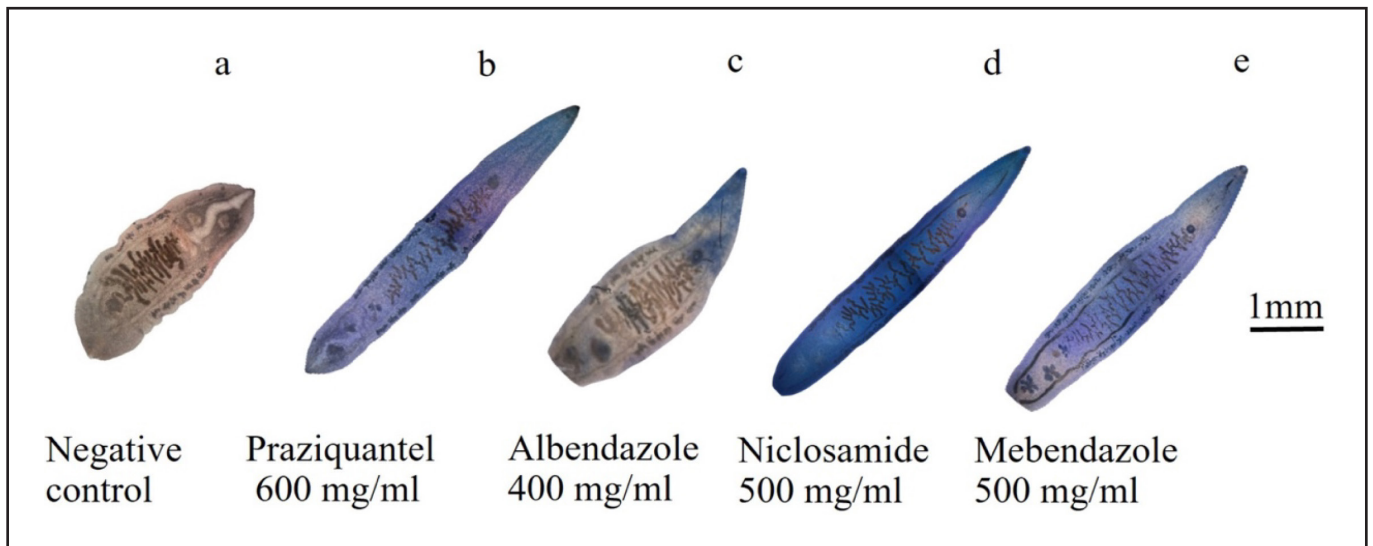 a b c d e
1mm
Negative control
Praziquantel 600 mg/ml
Albendazole 400 mg/ml
Niclosamide 500 mg/ml
Mebendazole 500 mg/ml